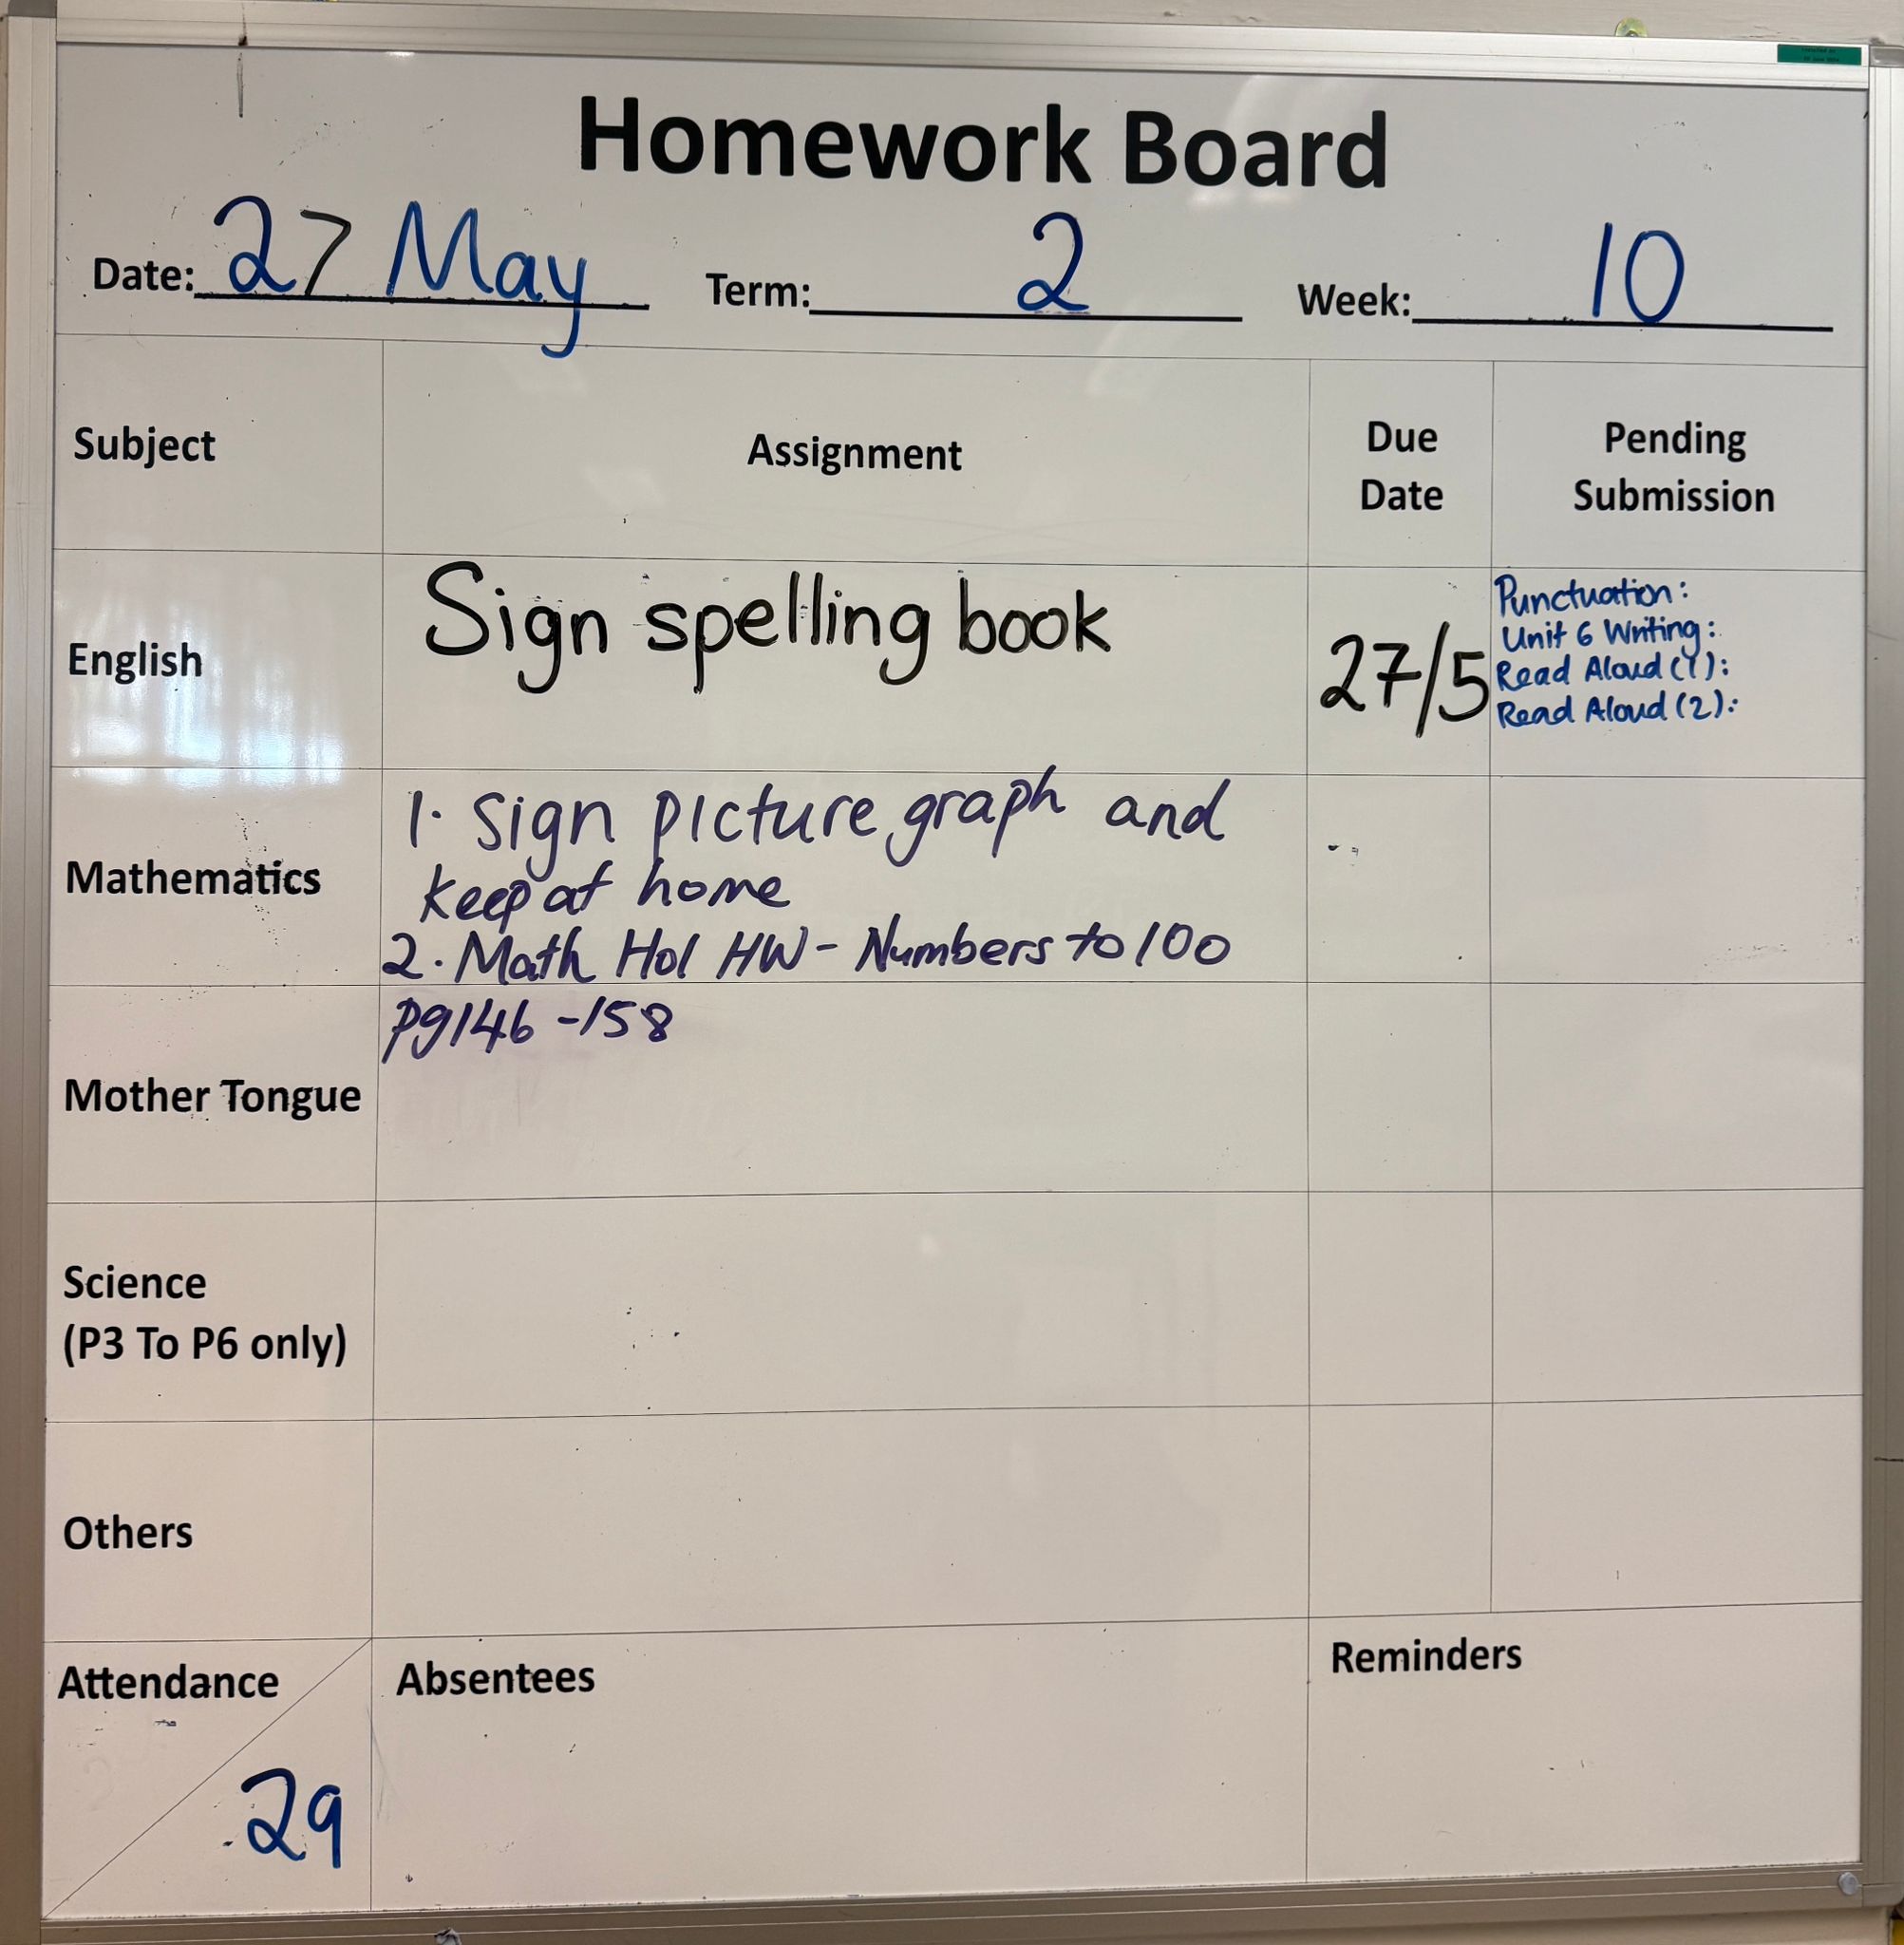 Homework Board
Date: 27 May Term: 2 Week: 10
Subject
Assignment
Due
Date
Pending
Submission
English
Sign spelling book
27/5
Punctuation:
Unit 6 Writing:
Read Aloud (1):
Read Aloud (2):
Mathematics
1. Sign picture graph and
keep at home
2. Math Hol HW - Numbers to 100
pg146 - 158
Mother Tongue
Science
(P3 To P6 only)
Others
Attendance
29
Absentees
Reminders